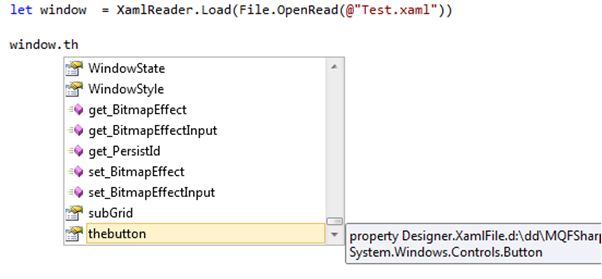 let window  = XamlReader.Load(File.OpenRead(@"Test.xaml"))
window.th
WindowState
WindowStyle
get_BitmapEffect
get_BitmapEffectInput
get_PersistId
set_BitmapEffect
set_BitmapEffectInput
subGrid
thebutton
property Designer.XamlFile.d:\dd\MQFSharp
System.Windows.Controls.Button